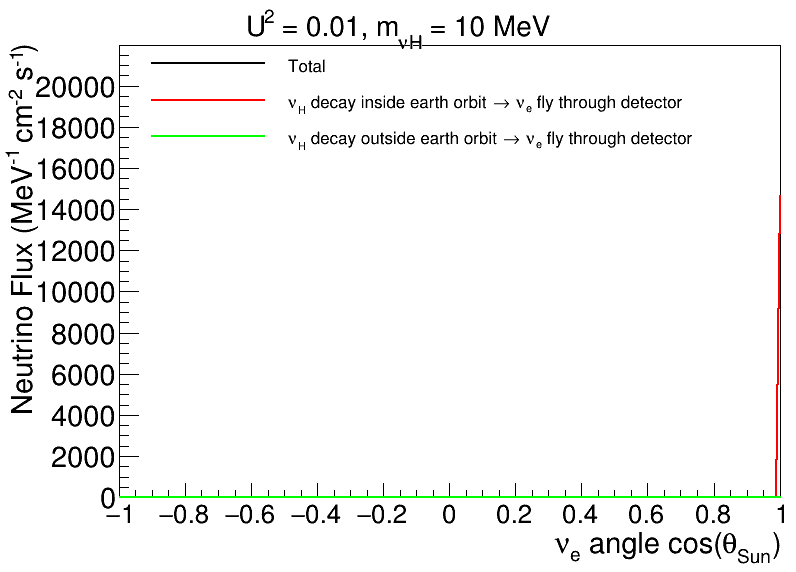 U² = 0.01, m_νH = 10 MeV
Total
ν_H decay inside earth orbit → ν_e fly through detector
ν_H decay outside earth orbit → ν_e fly through detector
Neutrino Flux (MeV⁻¹ cm⁻² s⁻¹)
20000
18000
16000
14000
12000
10000
8000
6000
4000
2000
0
−1 −0.8 −0.6 −0.4 −0.2 0 0.2 0.4 0.6 0.8 1
ν_e angle cos(θ_Sun)